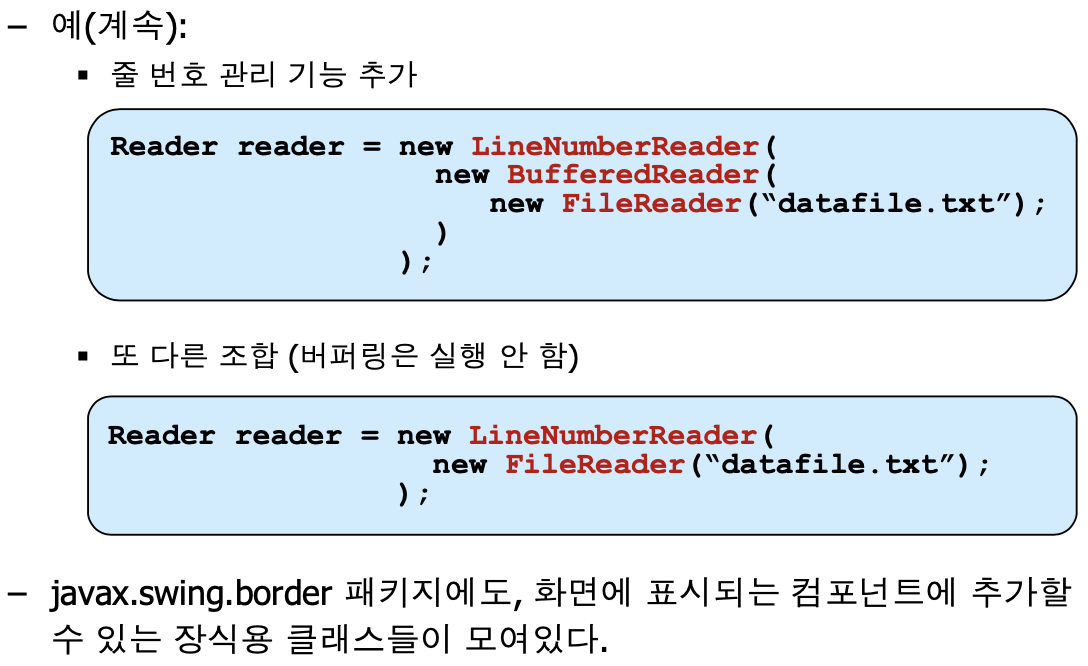 – 예(계속):
▪ 줄 번호 관리 기능 추가
Reader reader = new LineNumberReader(
new BufferedReader(
new FileReader(“datafile.txt”);
)
);
▪ 또 다른 조합 (버퍼링은 실행 안 함)
Reader reader = new LineNumberReader(
new FileReader(“datafile.txt”);
);
– javax.swing.border 패키지에도, 화면에 표시되는 컴포넌트에 추가할
수 있는 장식용 클래스들이 모여있다.